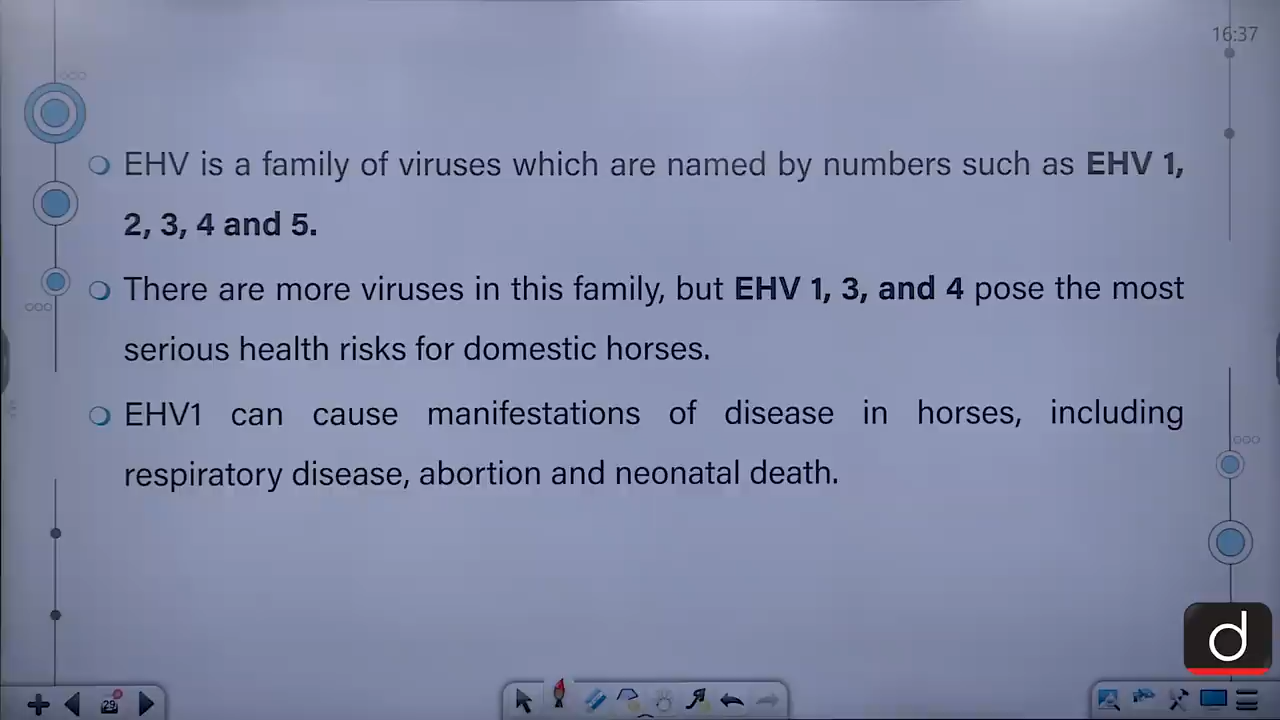 16:37
EHV is a family of viruses which are named by numbers such as EHV 1,
2, 3, 4 and 5.
There are more viruses in this family, but EHV 1, 3, and 4 pose the most
serious health risks for domestic horses.
EHV1 can cause manifestations of disease in horses, including
respiratory disease, abortion and neonatal death.
d
29